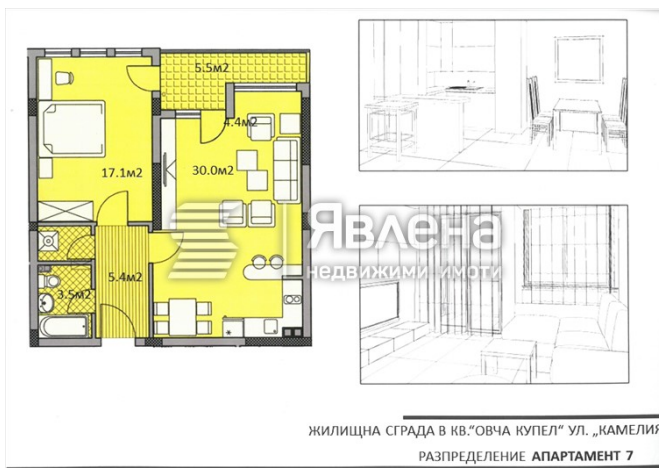 5.5м2
4.4м2
17.1м2
30.0м2
Явлена
недвижими имоти
5.4м2
3.5м2
ЖИЛИЩНА СГРАДА В КВ."ОВЧА КУПЕЛ" УЛ. „КАМЕЛИЯ
РАЗПРЕДЕЛЕНИЕ АПАРТАМЕНТ 7